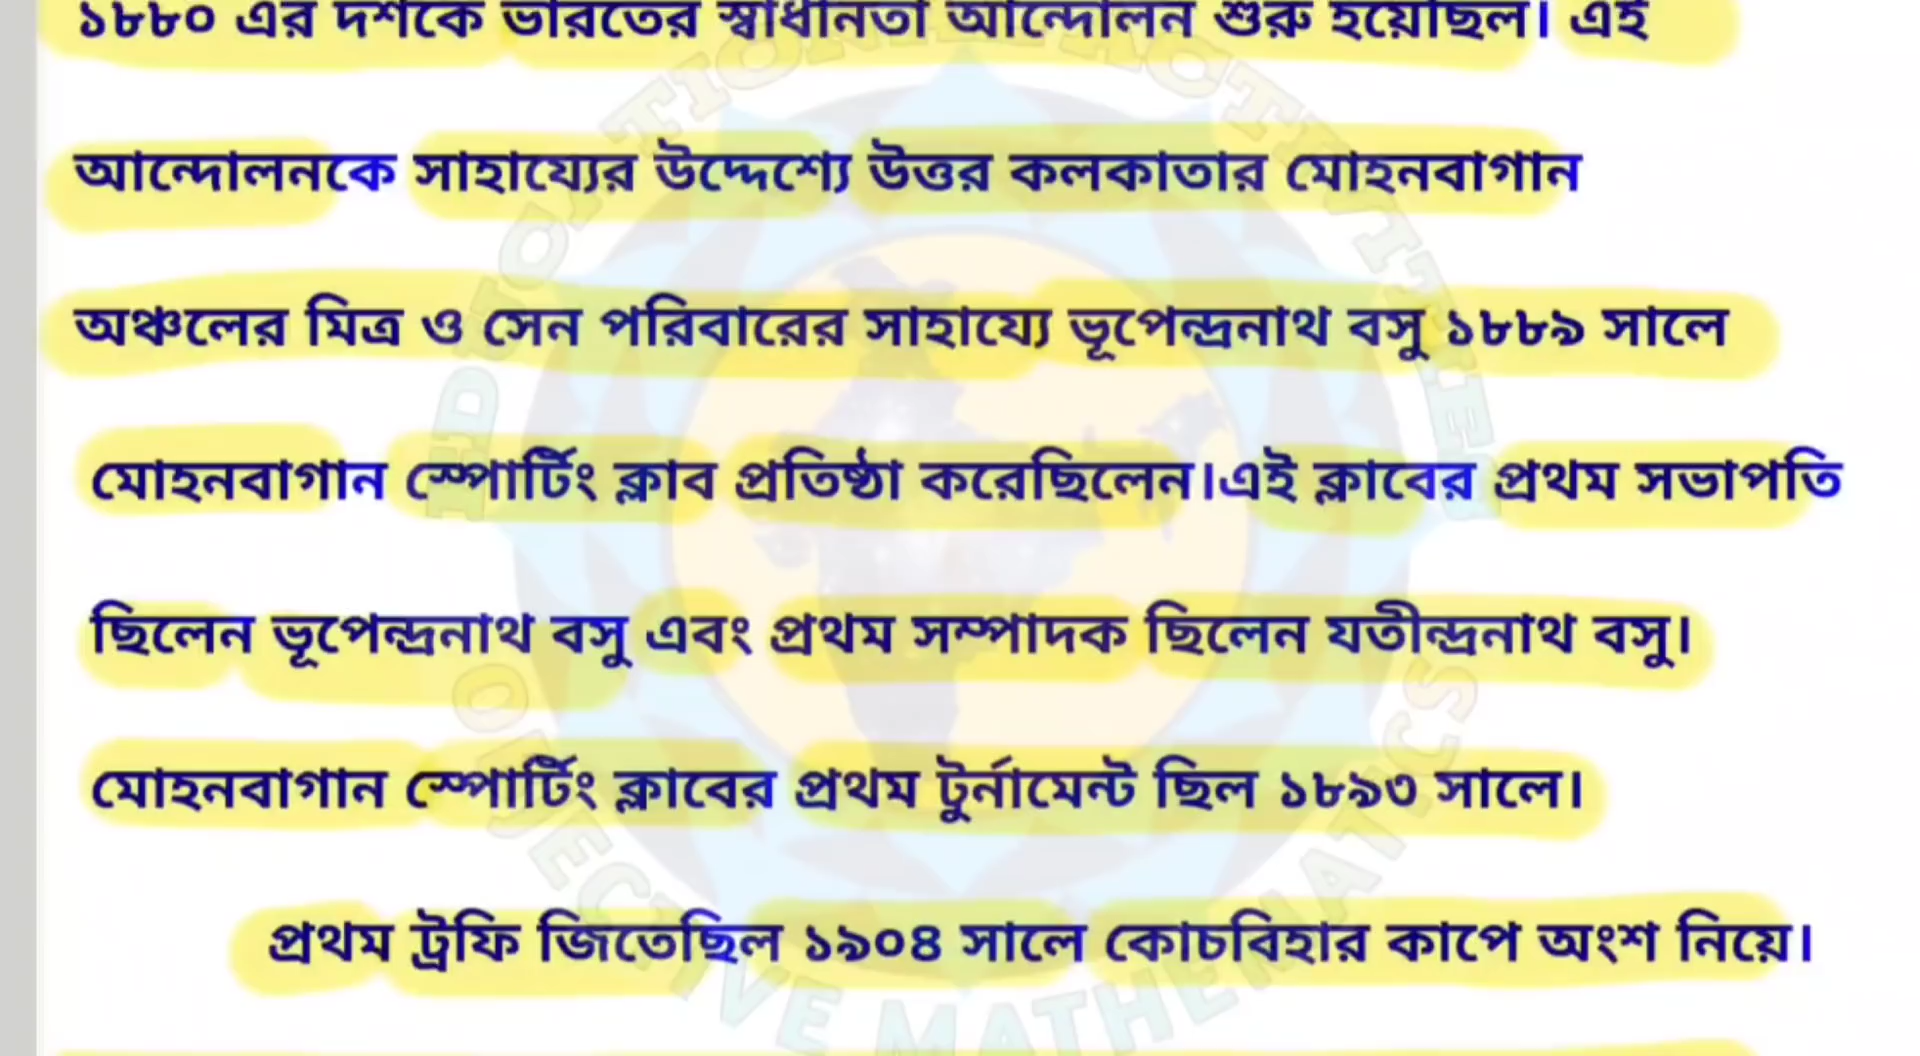 ১৮৮০ এর দশকে ভারতের স্বাধীনতা আন্দোলন শুরু হয়েছিল। এই
আন্দোলনকে সাহায্যের উদ্দেশ্যে উত্তর কলকাতার মোহনবাগান
অঞ্চলের মিত্র ও সেন পরিবারের সাহায্যে ভূপেন্দ্রনাথ বসু ১৮৮৯ সালে
মোহনবাগান স্পোর্টিং ক্লাব প্রতিষ্ঠা করেছিলেন।এই ক্লাবের প্রথম সভাপতি
ছিলেন ভূপেন্দ্রনাথ বসু এবং প্রথম সম্পাদক ছিলেন যতীন্দ্রনাথ বসু।
মোহনবাগান স্পোর্টিং ক্লাবের প্রথম টুর্নামেন্ট ছিল ১৮৯৩ সালে।
প্রথম ট্রফি জিতেছিল ১৯০৪ সালে কোচবিহার কাপে অংশ নিয়ে।
OBJECTIVE MATHEMATICS